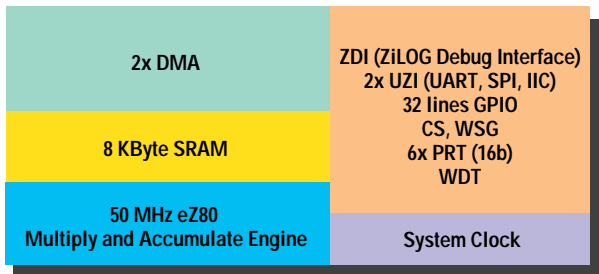 2x DMA
8 KByte SRAM
50 MHz eZ80
Multiply and Accumulate Engine
ZDI (ZiLOG Debug Interface)
2x UZI (UART, SPI, IIC)
32 lines GPIO
CS, WSG
6x PRT (16b)
WDT
System Clock